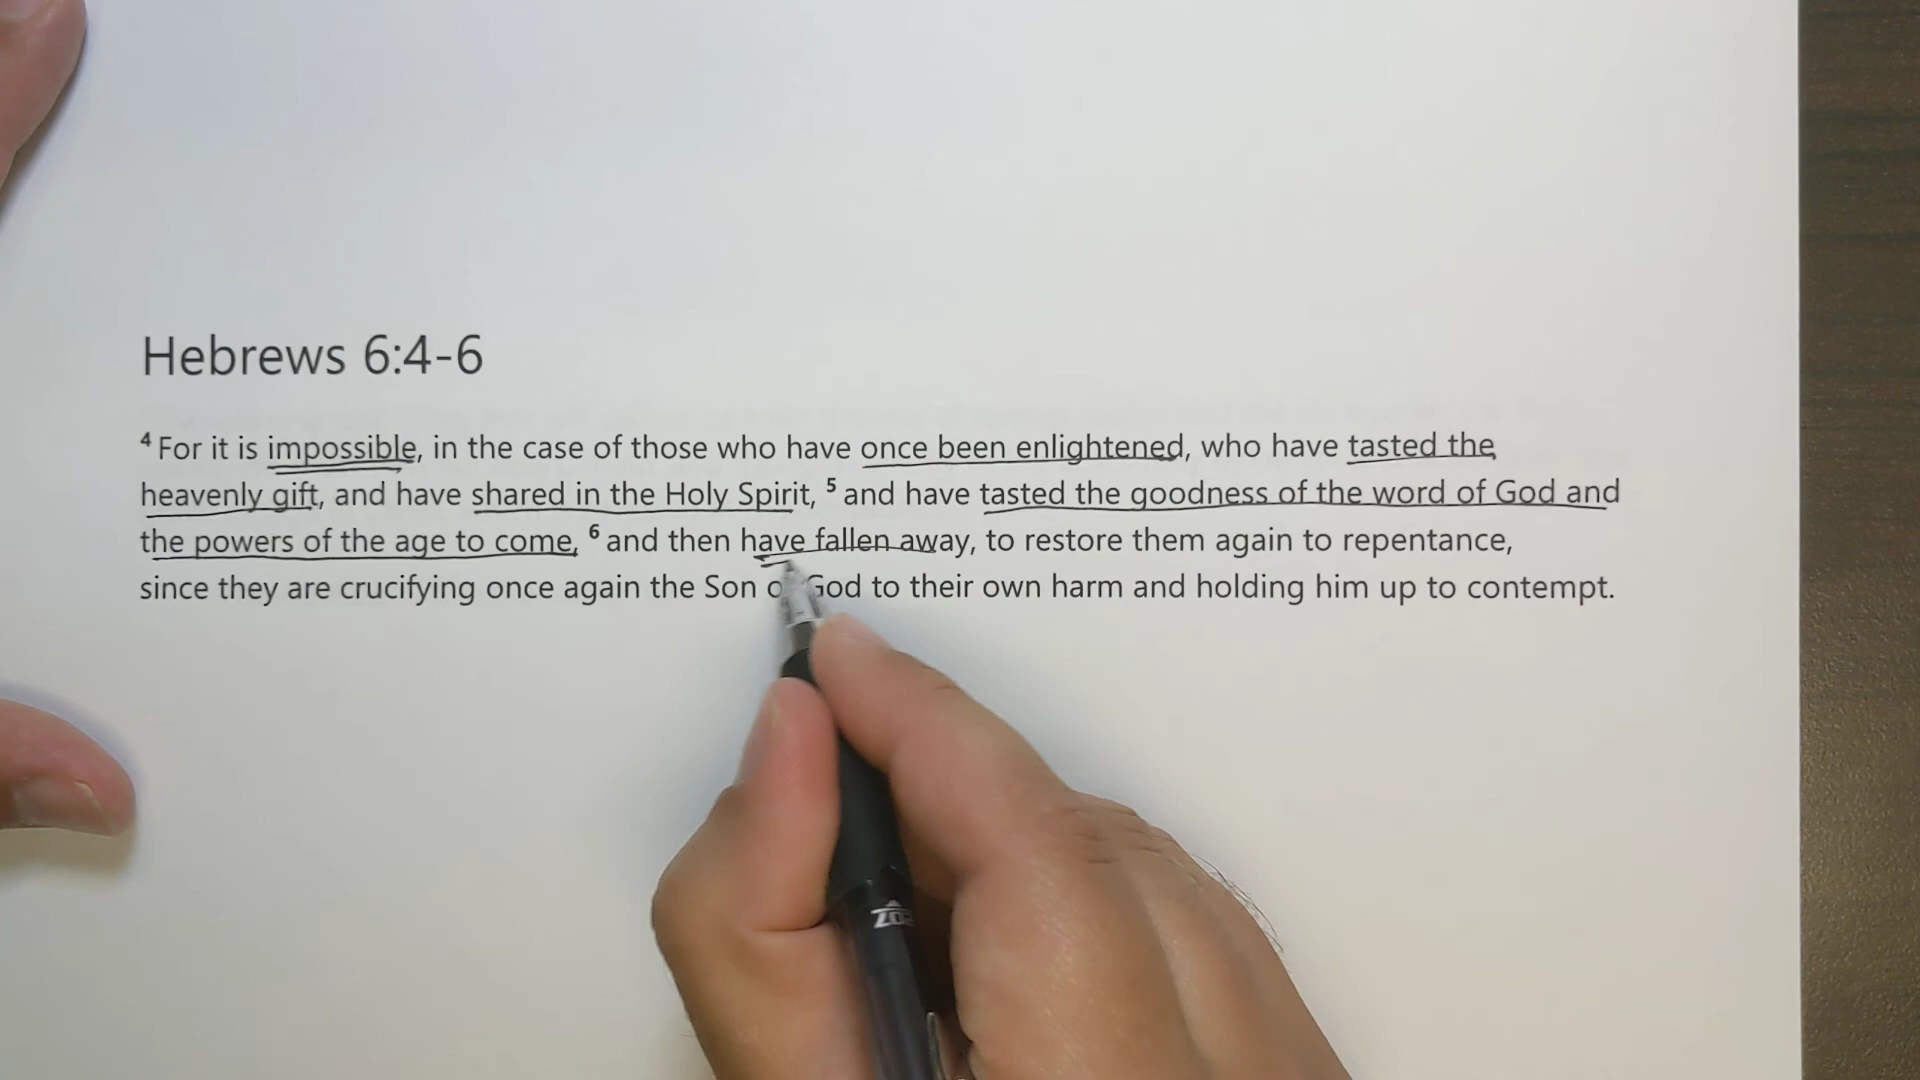 Hebrews 6:4-6
4 For it is impossible, in the case of those who have once been enlightened, who have tasted the
heavenly gift, and have shared in the Holy Spirit, 5 and have tasted the goodness of the word of God and
the powers of the age to come, 6 and then have fallen away, to restore them again to repentance,
since they are crucifying once again the Son of God to their own harm and holding him up to contempt.